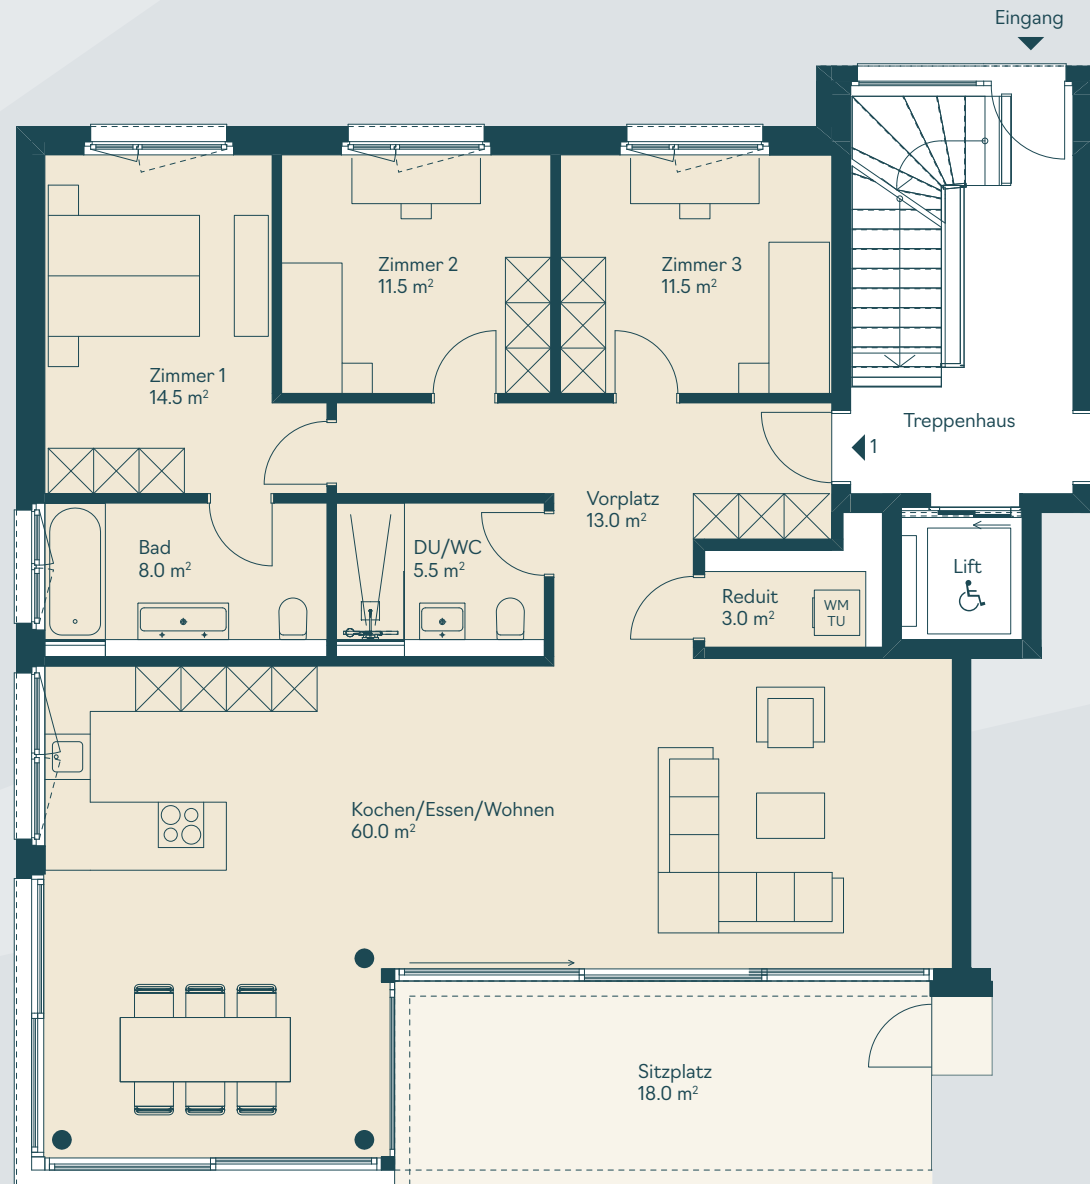 Eingang
Zimmer 2
11.5 m²
Zimmer 3
11.5 m²
Zimmer 1
14.5 m²
Treppenhaus
1
Vorplatz
13.0 m²
Bad
8.0 m²
DU/WC
5.5 m²
Lift
Reduit
3.0 m²
WM
TU
Kochen/Essen/Wohnen
60.0 m²
Sitzplatz
18.0 m²